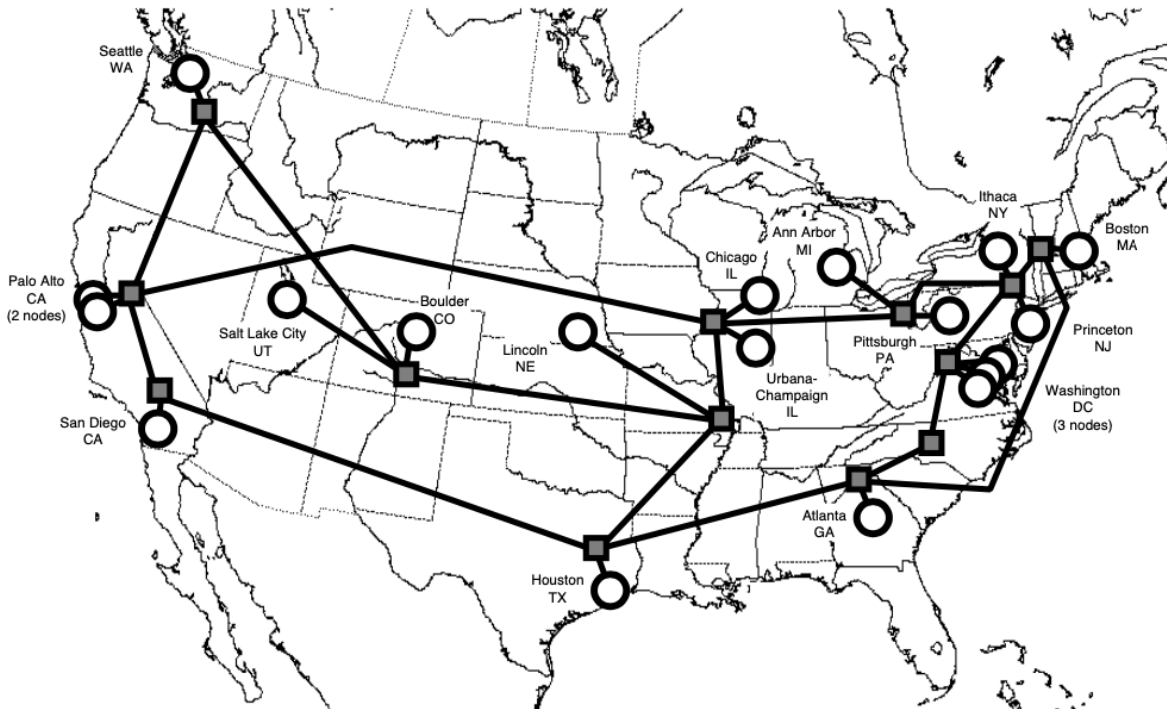 Seattle
WA
Ithaca
NY
Boston
MA
Ann Arbor
MI
Chicago
IL
Palo Alto
CA
(2 nodes)
Salt Lake City
UT
Boulder
CO
Lincoln
NE
Pittsburgh
PA
Princeton
NJ
Urbana-
Champaign
IL
Washington
DC
(3 nodes)
San Diego
CA
Atlanta
GA
Houston
TX